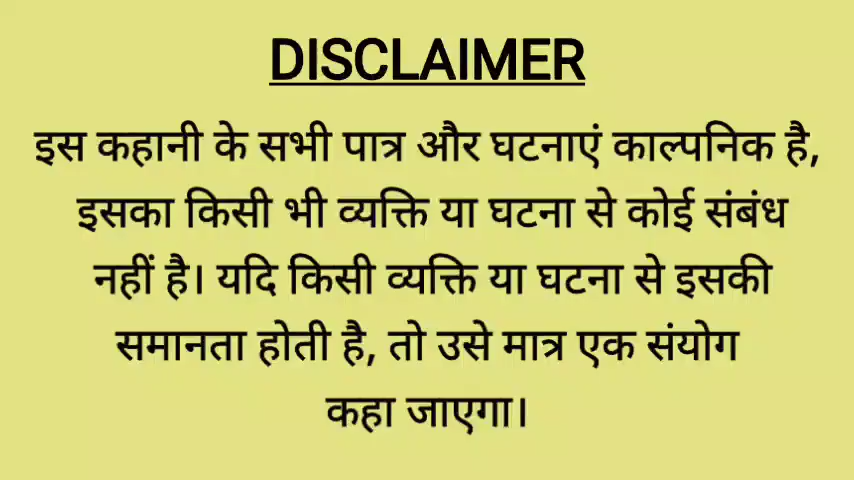 DISCLAIMER
इस कहानी के सभी पात्र और घटनाएं काल्पनिक है,
इसका किसी भी व्यक्ति या घटना से कोई संबंध
नहीं है। यदि किसी व्यक्ति या घटना से इसकी
समानता होती है, तो उसे मात्र एक संयोग
कहा जाएगा।